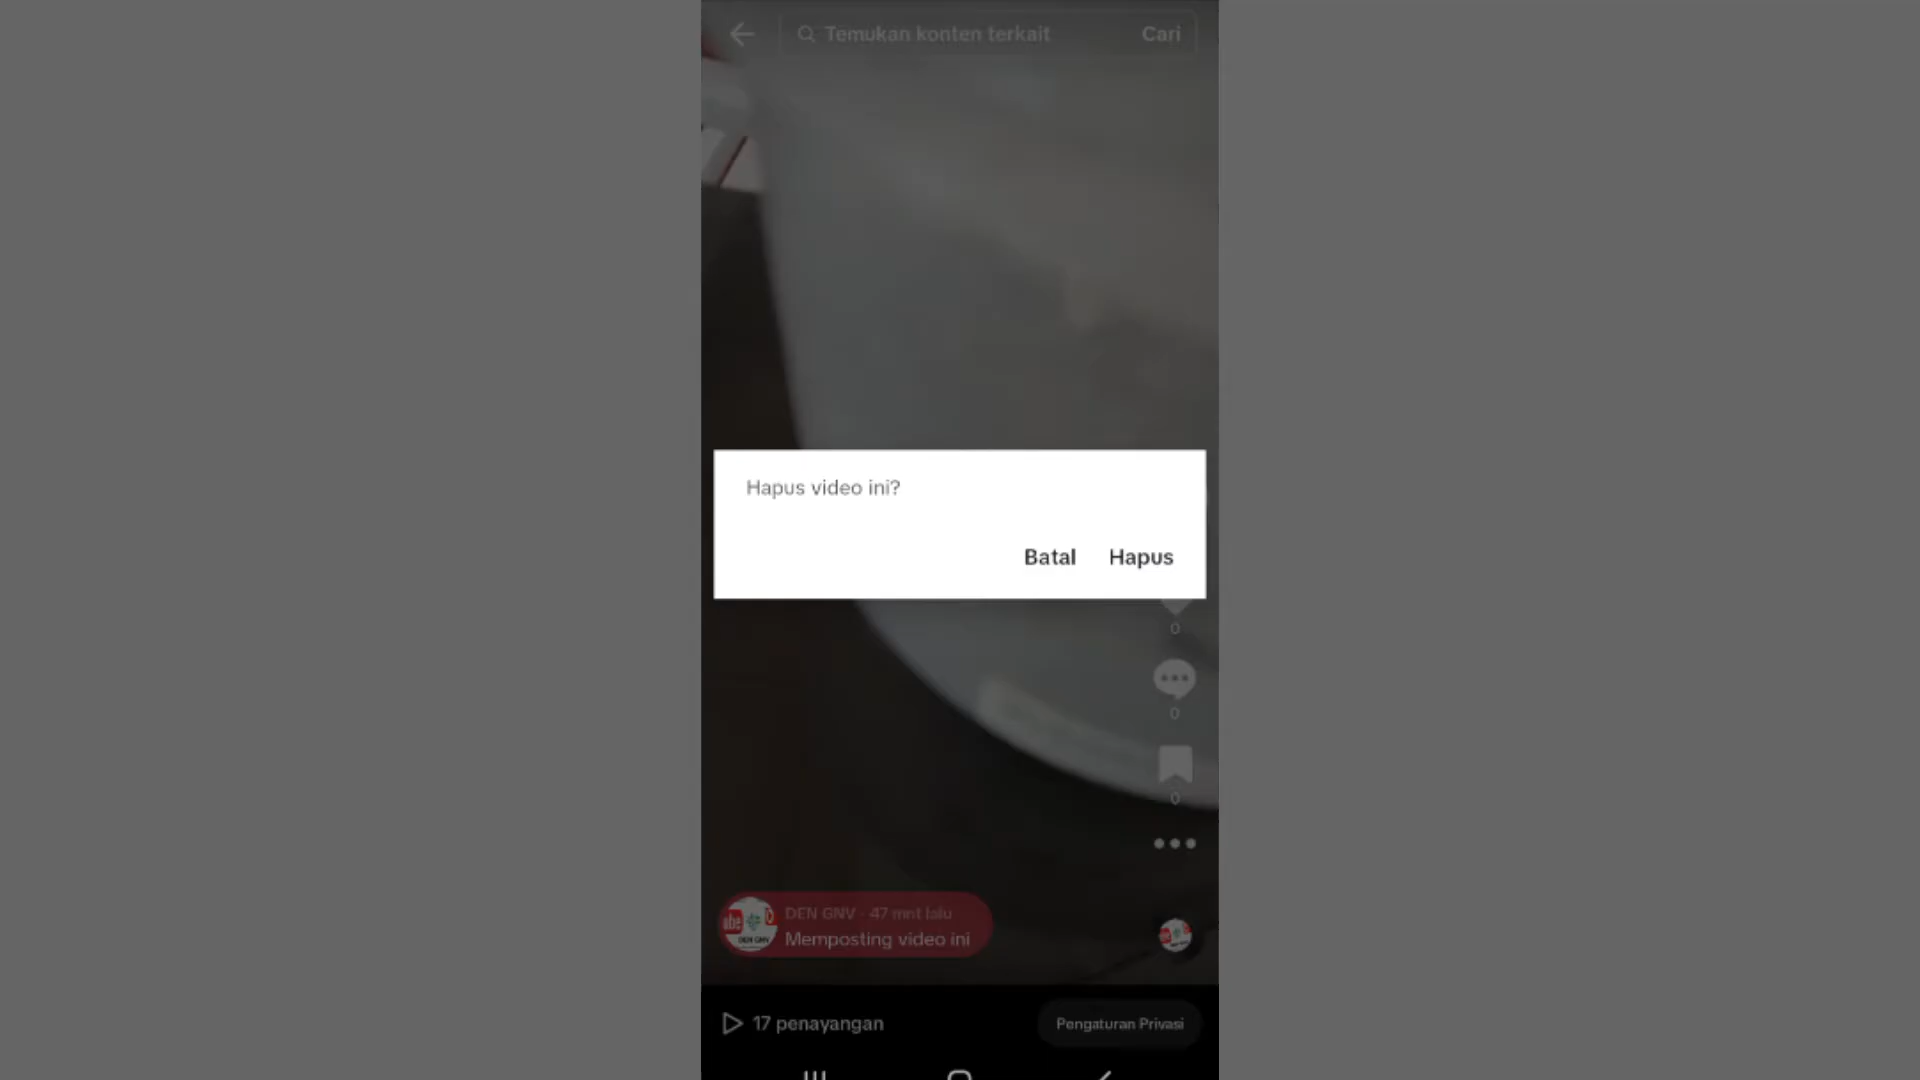 Temukan konten terkait
Cari
Hapus video ini?
Batal
Hapus
0
0
0
DEN GNV · 47 mnt lalu
Memposting video ini
17 penayangan
Pengaturan Privasi